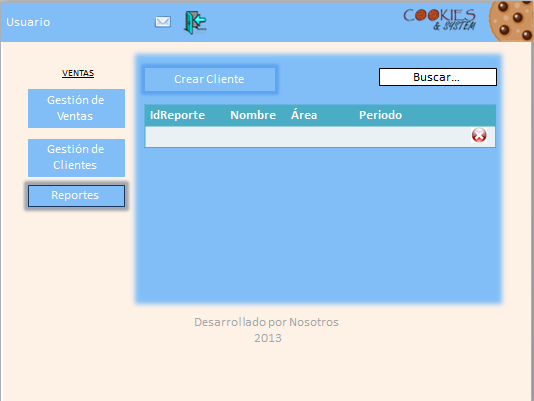 Usuario
COOKIES
& SYSTEM
VENTAS
Gestión de
Ventas
Gestión de
Clientes
Reportes
Crear Cliente
Buscar...
IdReporte Nombre Área Periodo
Desarrollado por Nosotros
2013